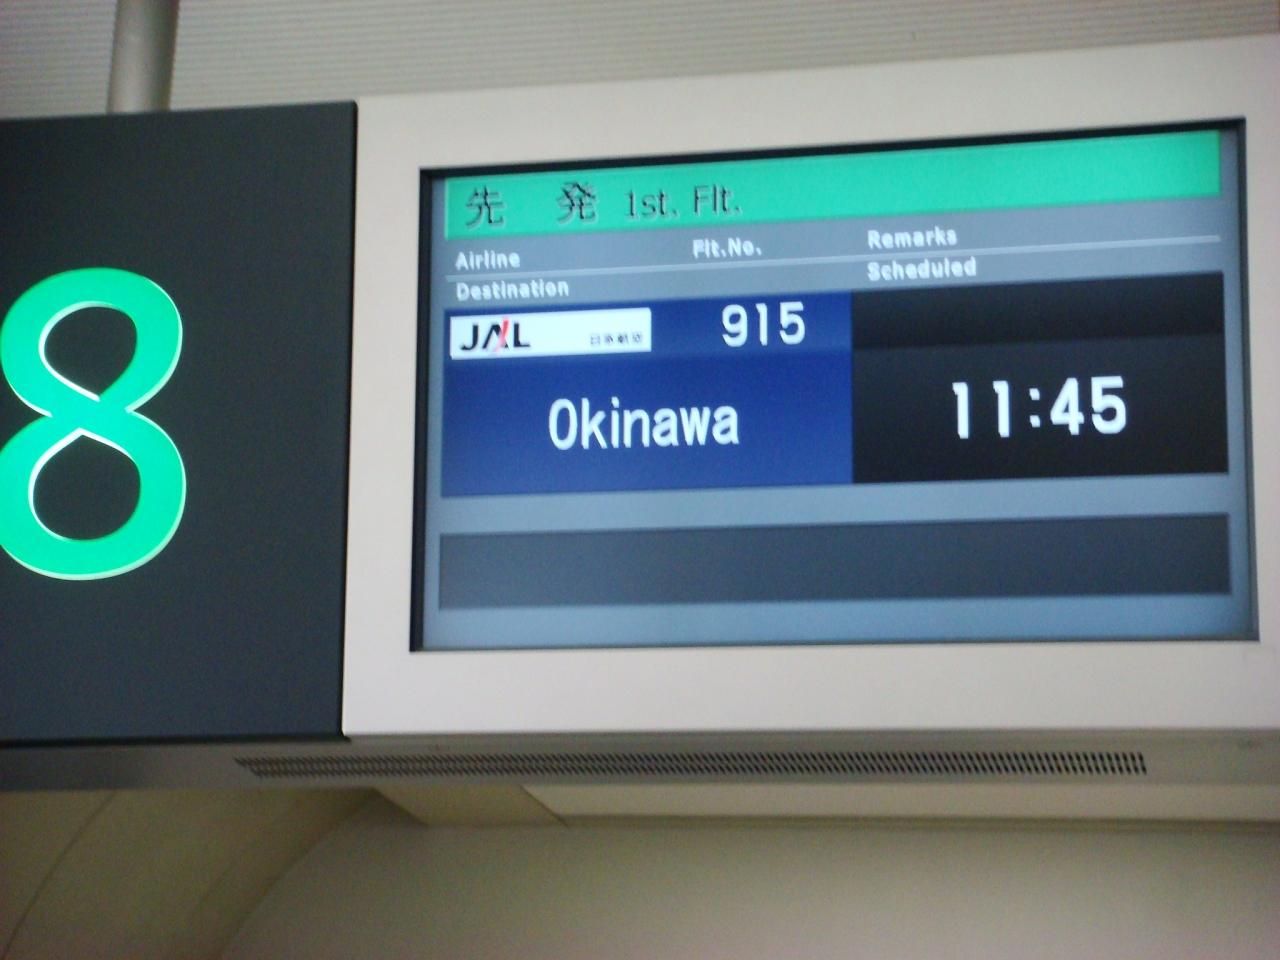 8
先 発 1st. Flt.
Airline Flt.No. Remarks
Destination Scheduled
JAL 日本航空 915
Okinawa 11:45